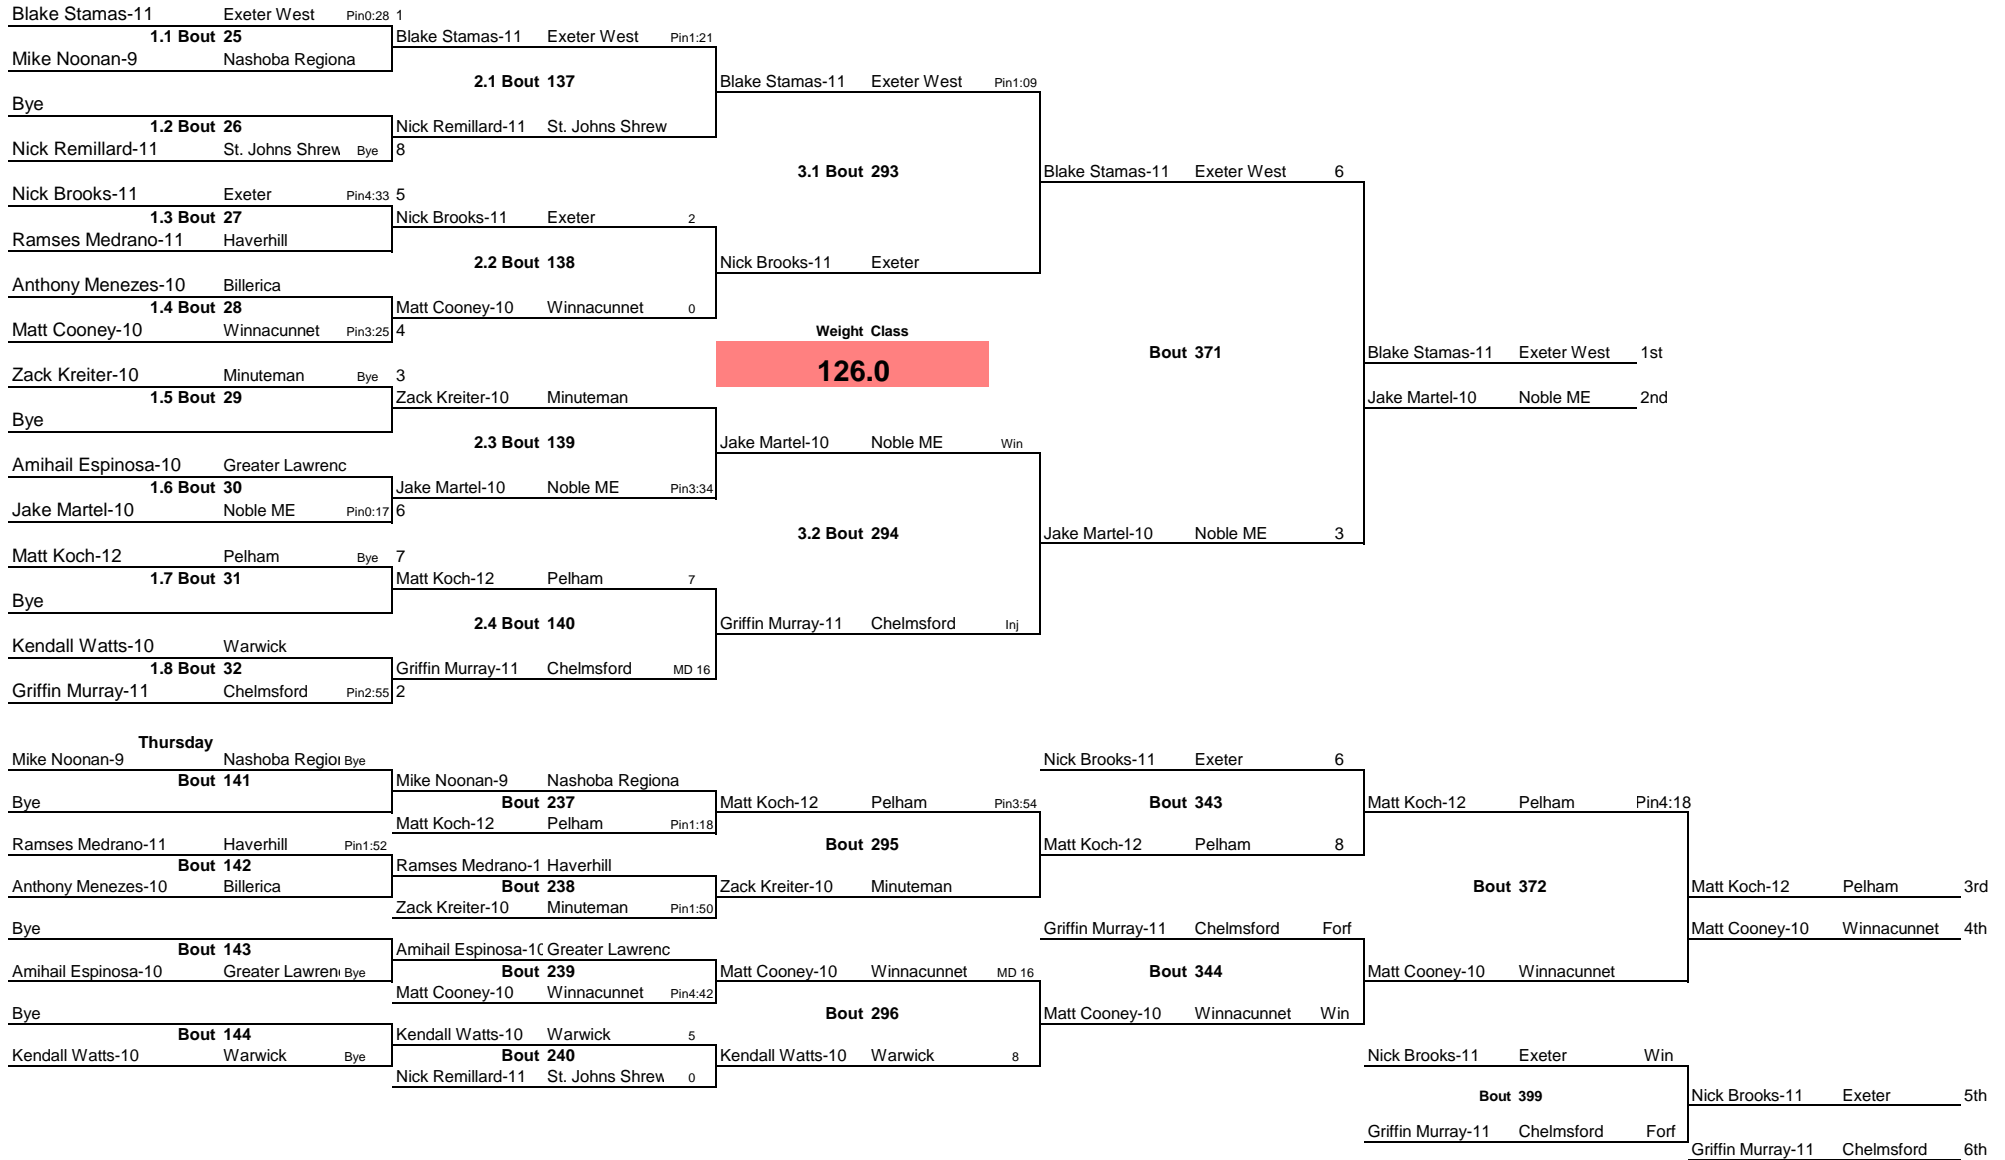 Blake Stamas-11 Exeter West Pin0:28 1
1.1 Bout 25 Blake Stamas-11 Exeter West Pin1:21
Mike Noonan-9 Nashoba Regiona
2.1 Bout 137 Blake Stamas-11 Exeter West Pin1:09
Bye
1.2 Bout 26 Nick Remillard-11 St. Johns Shrew
Nick Remillard-11 St. Johns Shrew Bye 8
3.1 Bout 293 Blake Stamas-11 Exeter West 6
Nick Brooks-11 Exeter Pin4:33 5
1.3 Bout 27 Nick Brooks-11 Exeter 2
Ramses Medrano-11 Haverhill
2.2 Bout 138 Nick Brooks-11 Exeter
Anthony Menezes-10 Billerica
1.4 Bout 28 Matt Cooney-10 Winnacunnet 0
Matt Cooney-10 Winnacunnet Pin3:25 4 Weight Class
Bout 371 Blake Stamas-11 Exeter West 1st
Zack Kreiter-10 Minuteman Bye 3 126.0
1.5 Bout 29 Zack Kreiter-10 Minuteman Jake Martel-10 Noble ME 2nd
Bye
2.3 Bout 139 Jake Martel-10 Noble ME Win
Amihail Espinosa-10 Greater Lawrenc
1.6 Bout 30 Jake Martel-10 Noble ME Pin3:34
Jake Martel-10 Noble ME Pin0:17 6
3.2 Bout 294 Jake Martel-10 Noble ME 3
Matt Koch-12 Pelham Bye 7
1.7 Bout 31 Matt Koch-12 Pelham 7
Bye
2.4 Bout 140 Griffin Murray-11 Chelmsford Inj
Kendall Watts-10 Warwick
1.8 Bout 32 Griffin Murray-11 Chelmsford MD 16
Griffin Murray-11 Chelmsford Pin2:55 2
Thursday
Mike Noonan-9 Nashoba Regioı Bye Nick Brooks-11 Exeter 6
Bout 141 Mike Noonan-9 Nashoba Regiona
Bye Bout 237 Matt Koch-12 Pelham Pin3:54 Bout 343 Matt Koch-12 Pelham Pin4:18
Matt Koch-12 Pelham Pin1:18
Ramses Medrano-11 Haverhill Pin1:52 Bout 295 Matt Koch-12 Pelham 8
Bout 142 Ramses Medrano-1 Haverhill
Anthony Menezes-10 Billerica Bout 238 Zack Kreiter-10 Minuteman Bout 372 Matt Koch-12 Pelham 3rd
Zack Kreiter-10 Minuteman Pin1:50
Bye Griffin Murray-11 Chelmsford Forf Matt Cooney-10 Winnacunnet 4th
Bout 143 Amihail Espinosa-1( Greater Lawrenc
Amihail Espinosa-10 Greater Lawren Bye Bout 239 Matt Cooney-10 Winnacunnet MD 16 Bout 344 Matt Cooney-10 Winnacunnet
Matt Cooney-10 Winnacunnet Pin4:42
Bye Bout 296 Matt Cooney-10 Winnacunnet Win
Bout 144 Kendall Watts-10 Warwick 5
Kendall Watts-10 Warwick Bye Bout 240 Kendall Watts-10 Warwick 8 Nick Brooks-11 Exeter Win
Nick Remillard-11 St. Johns Shrew 0
Bout 399 Nick Brooks-11 Exeter 5th
Griffin Murray-11 Chelmsford Forf
Griffin Murray-11 Chelmsford 6th